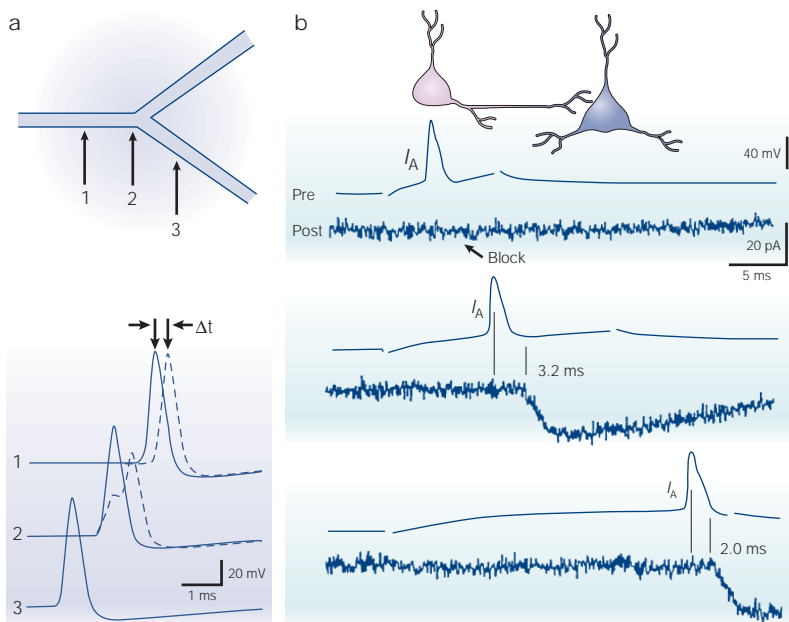 a
1
2
3
Δt
1
2
3
20 mV
1 ms
b
40 mV
I_A
Pre
Post
Block
20 pA
5 ms
I_A
3.2 ms
I_A
2.0 ms